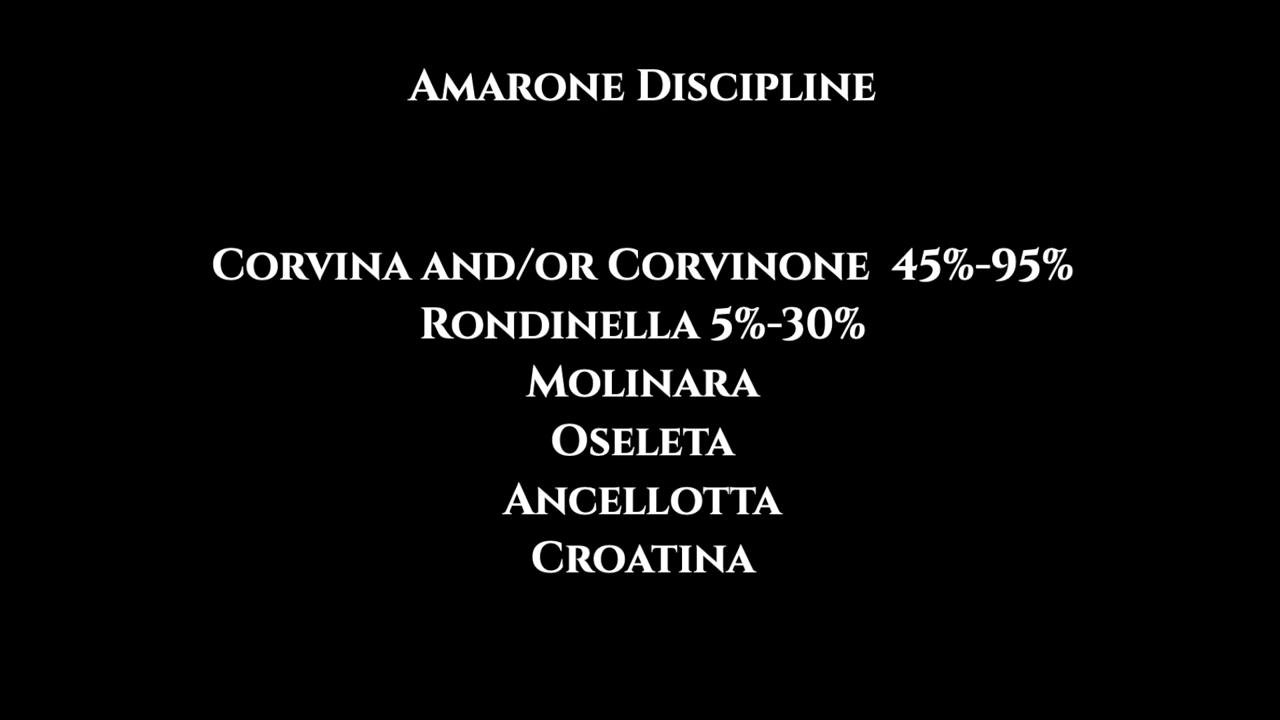 Amarone Discipline
Corvina and/or Corvinone 45%-95%
Rondinella 5%-30%
Molinara
Oseleta
Ancellotta
Croatina